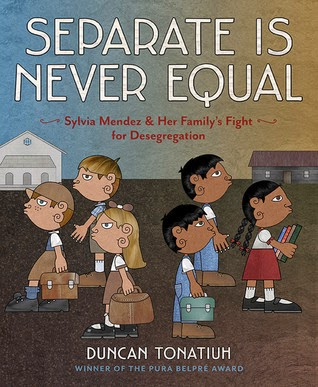 SEPARATE IS
NEVER EQUAL
Sylvia Mendez & Her Family's Fight
for Desegregation
DUNCAN TONATIUH
WINNER OF THE PURA BELPRÉ AWARD